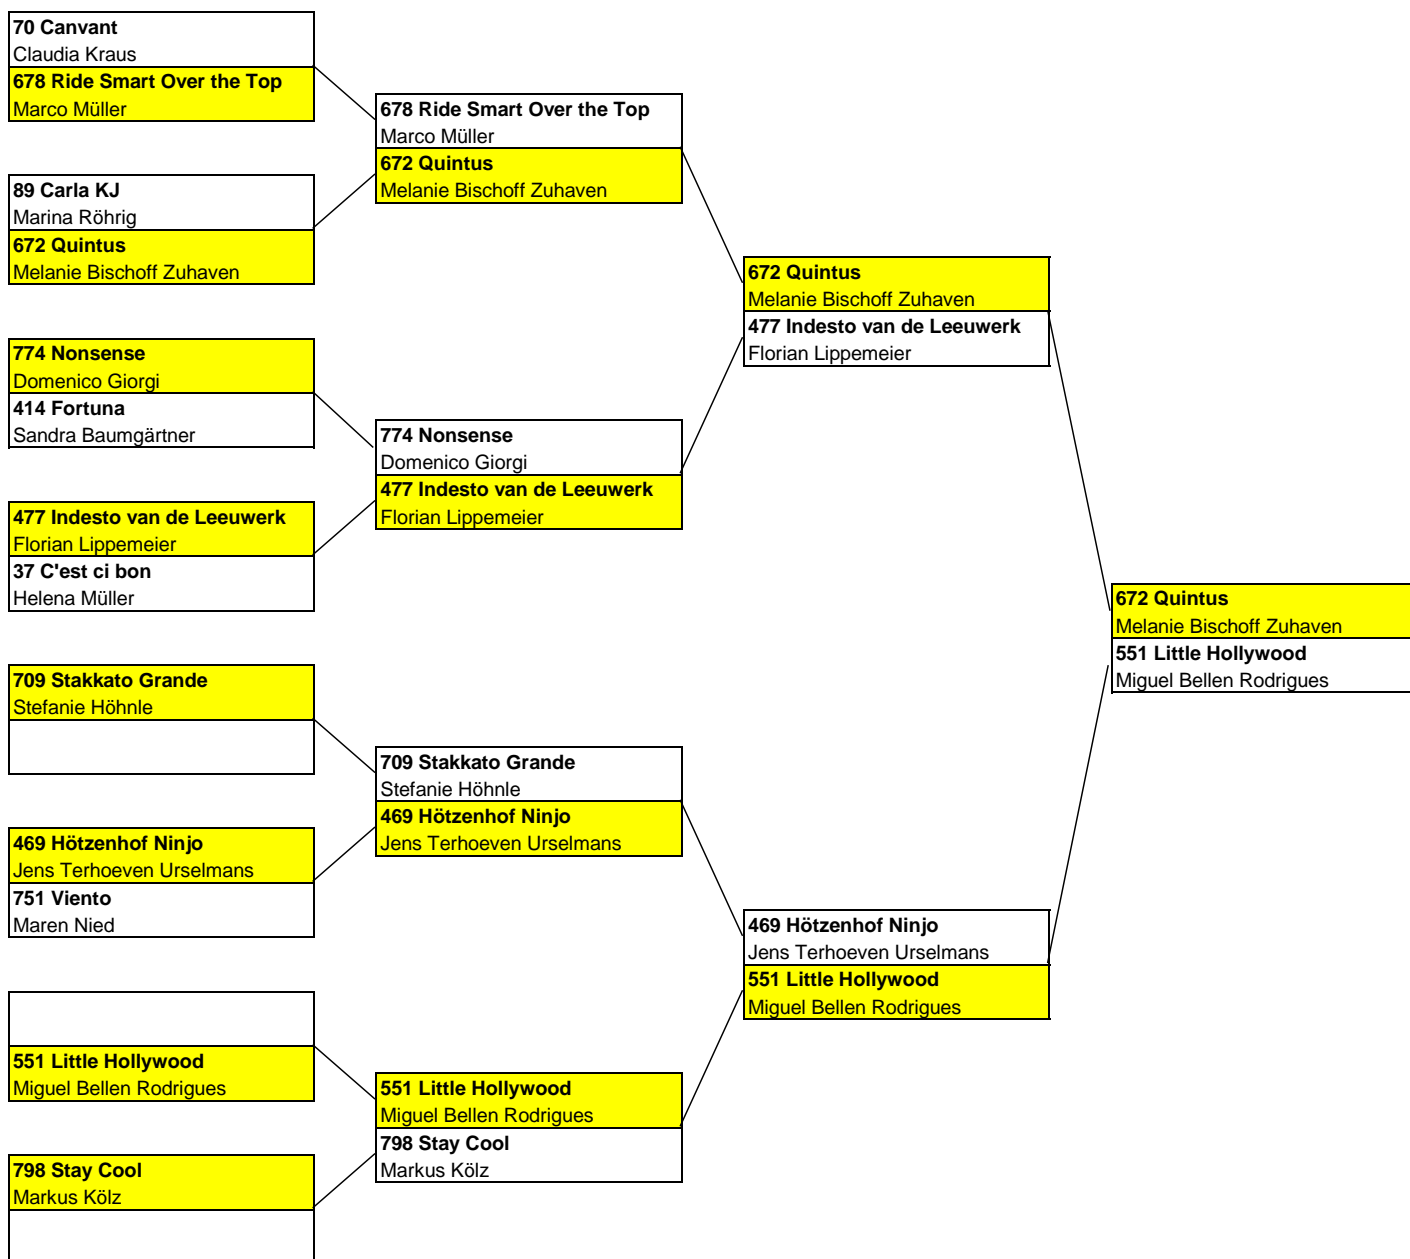 70 Canvant
Claudia Kraus
678 Ride Smart Over the Top
Marco Müller
89 Carla KJ
Marina Röhrig
672 Quintus
Melanie Bischoff Zuhaven
774 Nonsense
Domenico Giorgi
414 Fortuna
Sandra Baumgärtner
477 Indesto van de Leeuwerk
Florian Lippemeier
37 C'est ci bon
Helena Müller
709 Stakkato Grande
Stefanie Höhnle
469 Hötzenhof Ninjo
Jens Terhoeven Urselmans
751 Viento
Maren Nied
551 Little Hollywood
Miguel Bellen Rodrigues
798 Stay Cool
Markus Kölz
678 Ride Smart Over the Top
Marco Müller
672 Quintus
Melanie Bischoff Zuhaven
774 Nonsense
Domenico Giorgi
477 Indesto van de Leeuwerk
Florian Lippemeier
709 Stakkato Grande
Stefanie Höhnle
469 Hötzenhof Ninjo
Jens Terhoeven Urselmans
551 Little Hollywood
Miguel Bellen Rodrigues
798 Stay Cool
Markus Kölz
672 Quintus
Melanie Bischoff Zuhaven
477 Indesto van de Leeuwerk
Florian Lippemeier
469 Hötzenhof Ninjo
Jens Terhoeven Urselmans
551 Little Hollywood
Miguel Bellen Rodrigues
672 Quintus
Melanie Bischoff Zuhaven
551 Little Hollywood
Miguel Bellen Rodrigues